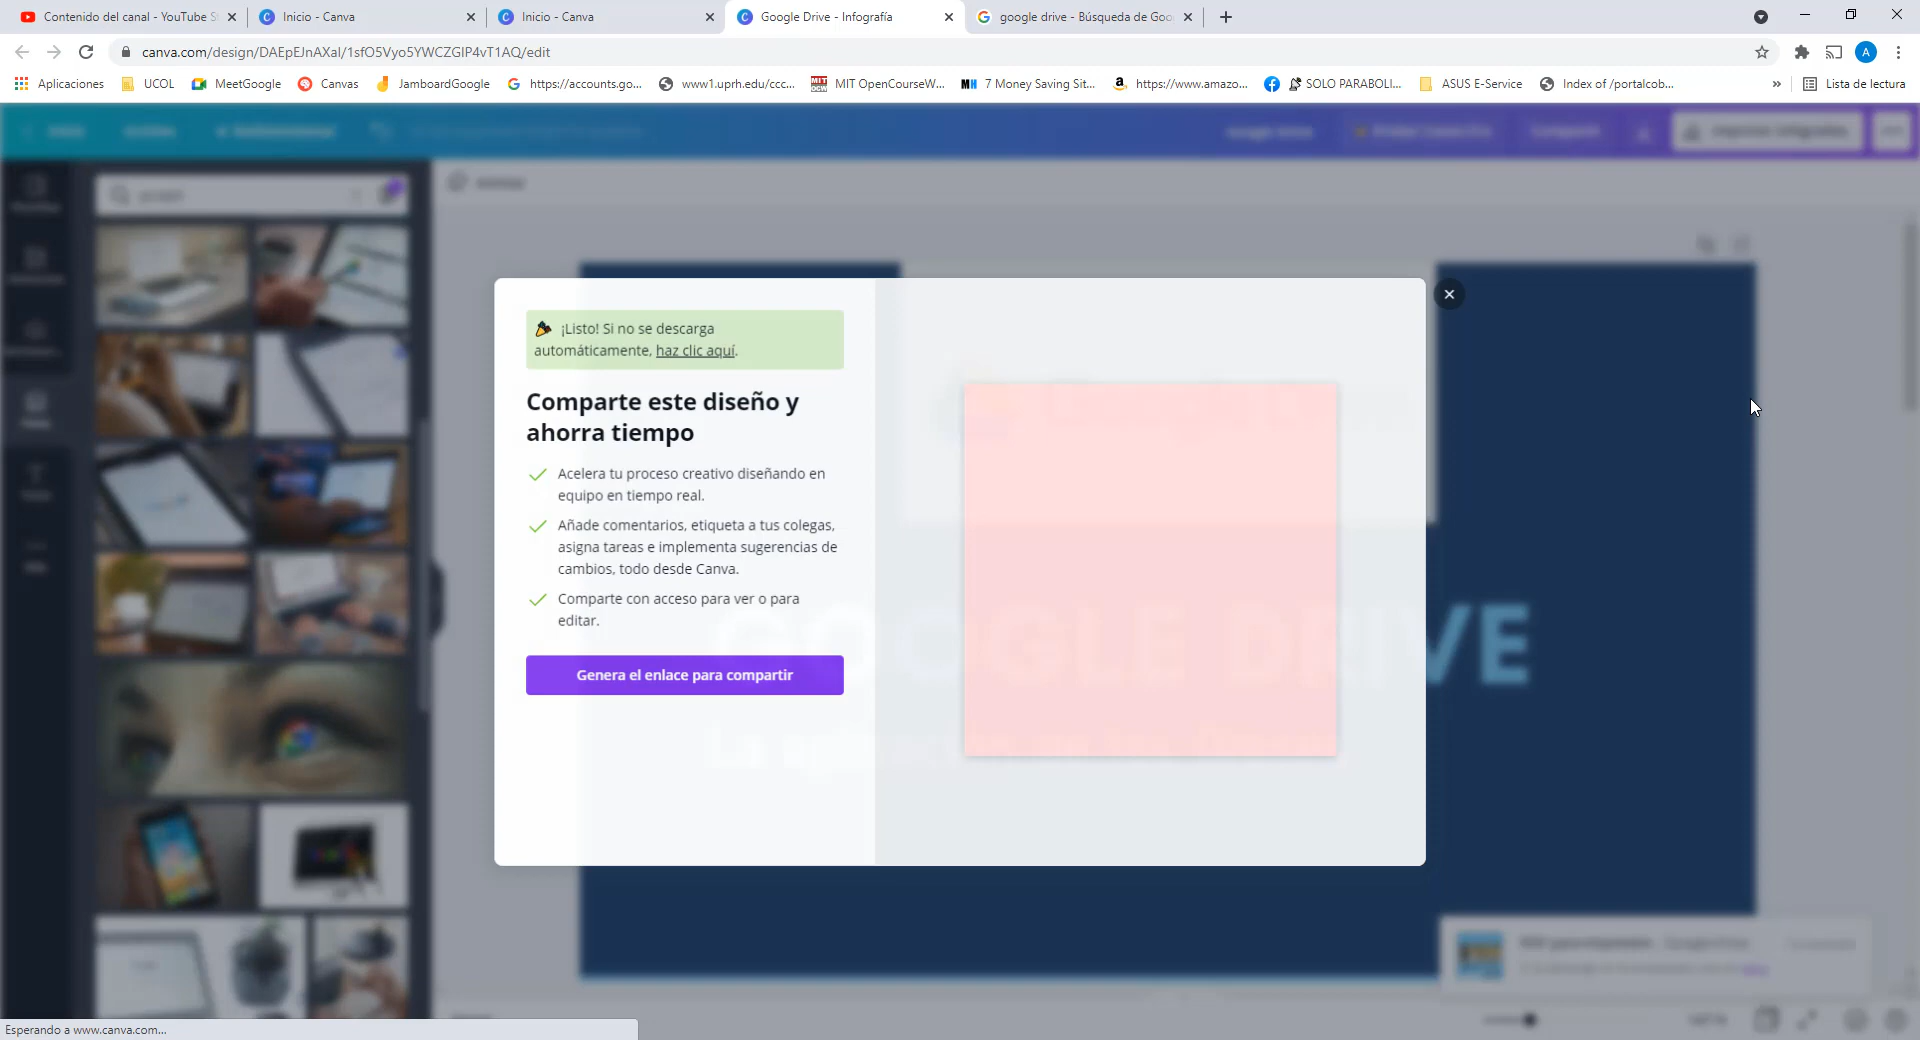 Contenido del canal - YouTube S
Inicio - Canva
Inicio - Canva
Google Drive - Infografía
google drive - Búsqueda de Goo
canva.com/design/DAEpEJnAXaI/1sfO5Vyo5YWCZGIP4vT1AQ/edit
A
Aplicaciones
UCOL
MeetGoogle
Canvas
JamboardGoogle
https://accounts.go...
www1.uprh.edu/ccc...
MIT OpenCourseW...
MH 7 Money Saving Sit...
https://www.amazo...
SOLO PARABOLI...
ASUS E-Service
Index of /portalcob...
»
Lista de lectura
¡Listo! Si no se descarga
automáticamente, haz clic aquí.
Comparte este diseño y
ahorra tiempo
Acelera tu proceso creativo diseñando en
equipo en tiempo real.
Añade comentarios, etiqueta a tus colegas,
asigna tareas e implementa sugerencias de
cambios, todo desde Canva.
Comparte con acceso para ver o para
editar.
Genera el enlace para compartir
GOOGLE DRIVE
Esperando a www.canva.com...